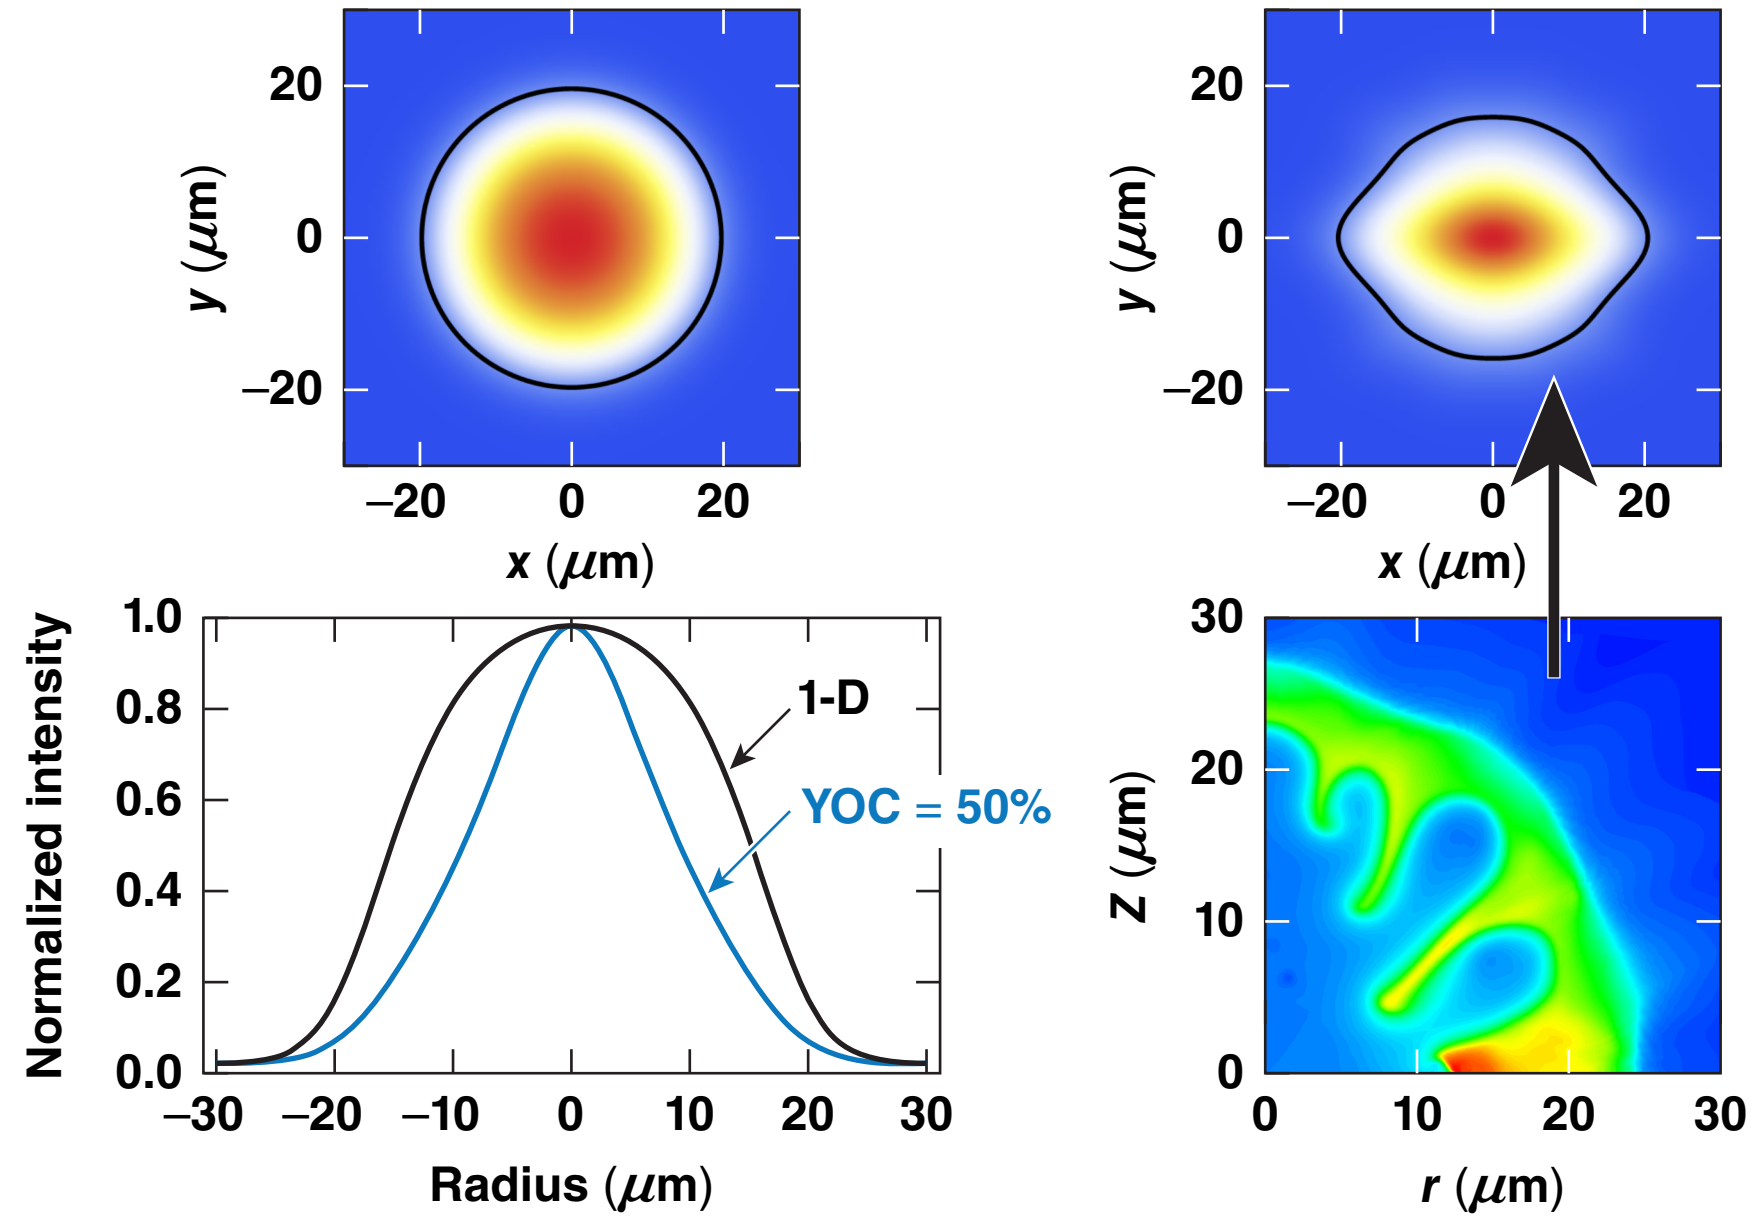 20
0
–20
y (μm)
–20 0 20
x (μm)
20
0
–20
y (μm)
–20 0 20
x (μm)
1.0
0.8
0.6
0.4
0.2
0.0
Normalized intensity
1-D
YOC = 50%
–30 –20 –10 0 10 20 30
Radius (μm)
30
20
10
0
Z (μm)
0 10 20 30
r (μm)